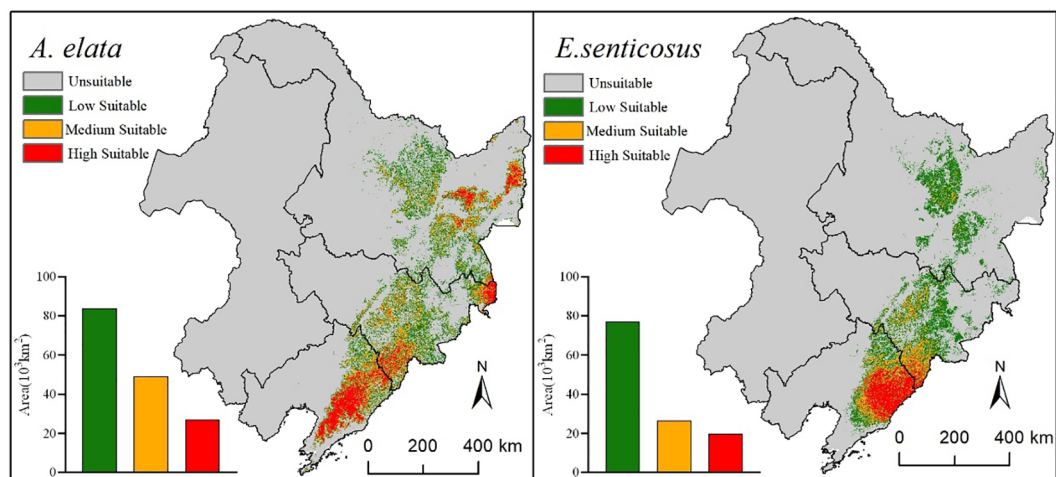 A. elata
Unsuitable
Low Suitable
Medium Suitable
High Suitable
100
80
60
40
20
0
Area(10³km²)
N
0 200 400 km
E.senticosus
Unsuitable
Low Suitable
Medium Suitable
High Suitable
100
80
60
40
20
0
Area(10³km²)
N
0 200 400 km